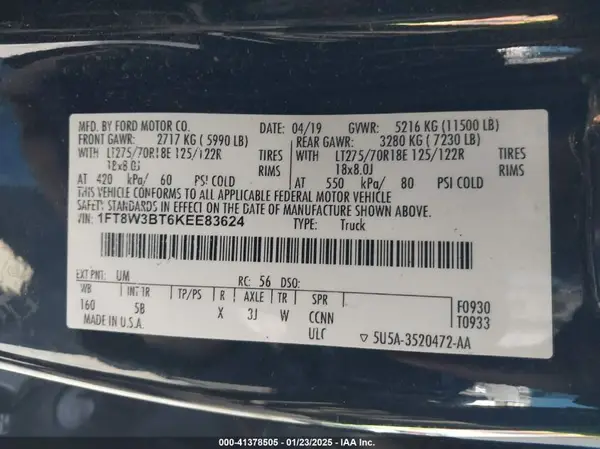 MFD. BY FORD MOTOR CO. DATE: 04/19 GVWR: 5216 KG (11500 LB)
FRONT GAWR: 2717 KG (5990 LB) REAR GAWR: 3280 KG (7230 LB)
WITH LT275/70R18E 125/122R TIRES WITH LT275/70R18E 125/122R TIRES
18x8.0J RIMS 18x8.0J RIMS
AT 420 kPa/ 60 PSI COLD AT 550 kPa/ 80 PSI COLD
THIS VEHICLE CONFORMS TO ALL APPLICABLE FEDERAL MOTOR VEHICLE
SAFETY STANDARDS IN EFFECT ON THE DATE OF MANUFACTURE SHOWN ABOVE.
VIN: 1FT8W3BT6KEE83624 TYPE: Truck
EXT PNT: UM RC: 56 DSO:
WB INT TR TP/PS R AXLE TR SPR F0930
160 5B X 3J W CCNN T0933
MADE IN U.S.A. ULC 5U5A-3520472-AA
000-41378505 - 01/23/2025 - IAA Inc.